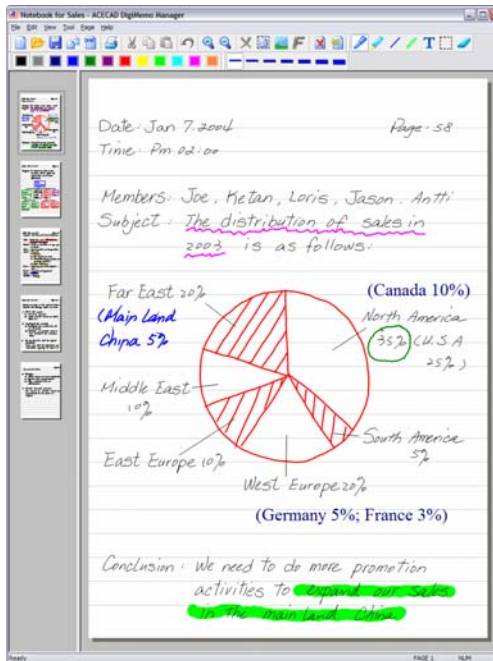 Notebook for Sales - ACECAD DigiMemo Manager
File Edit View Tool Page Help
Date: Jan 7. 2004 Page: 58
Time: Pm 02:00
Members: Joe, Ketan, Loris, Jason, Antti
Subject: The distribution of sales in
2003 is as follows:
Far East 20%
(Main Land
China 5%
(Canada 10%)
North America
35% (U.S.A
25%)
Middle East
10%
South America
5%
East Europe 10%
West Europe 20%
(Germany 5%; France 3%)
Conclusion: We need to do more promotion
activities to expand our sales
in the main land China
Ready PAGE 1 NUM